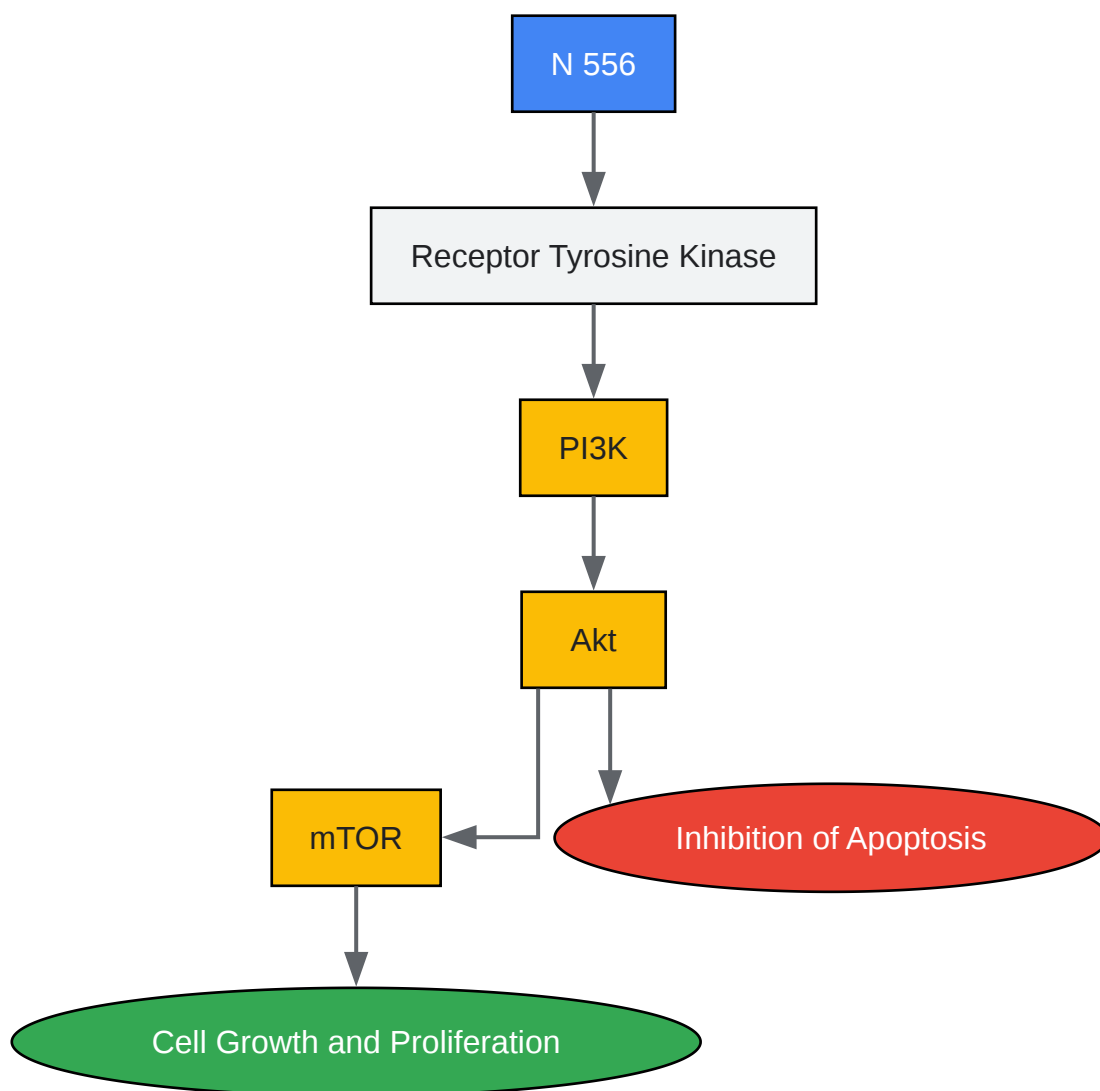 N 556
Receptor Tyrosine Kinase
PI3K
Akt
mTOR
Inhibition of Apoptosis
Cell Growth and Proliferation